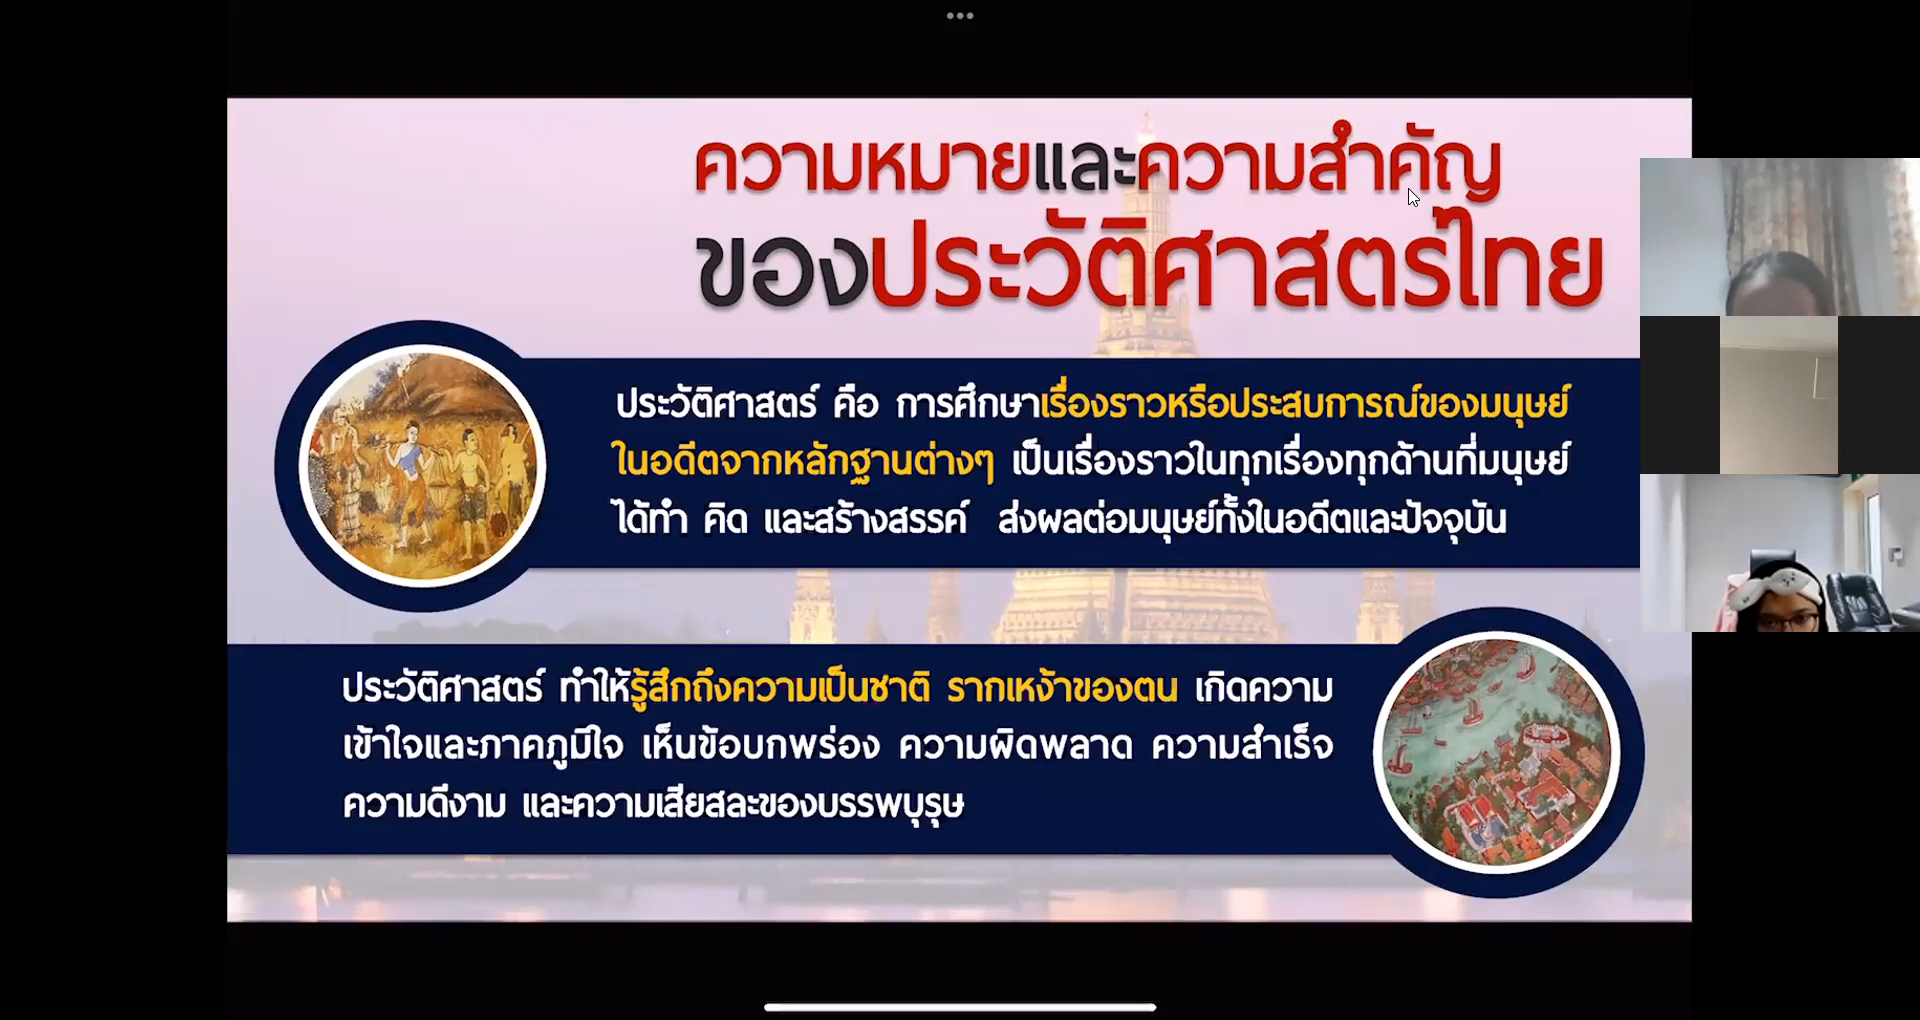 ความหมายและความสำคัญ
ของประวัติศาสตร์ไทย
ประวัติศาสตร์ คือ การศึกษาเรื่องราวหรือประสบการณ์ของมนุษย์
ในอดีตจากหลักฐานต่างๆ เป็นเรื่องราวในทุกเรื่องทุกด้านที่มนุษย์
ได้ทำ คิด และสร้างสรรค์ ส่งผลต่อมนุษย์ทั้งในอดีตและปัจจุบัน
ประวัติศาสตร์ ทำให้รู้สึกถึงความเป็นชาติ รากเหง้าของตน เกิดความ
เข้าใจและภาคภูมิใจ เห็นข้อบกพร่อง ความผิดพลาด ความสำเร็จ
ความดีงาม และความเสียสละของบรรพบุรุษ